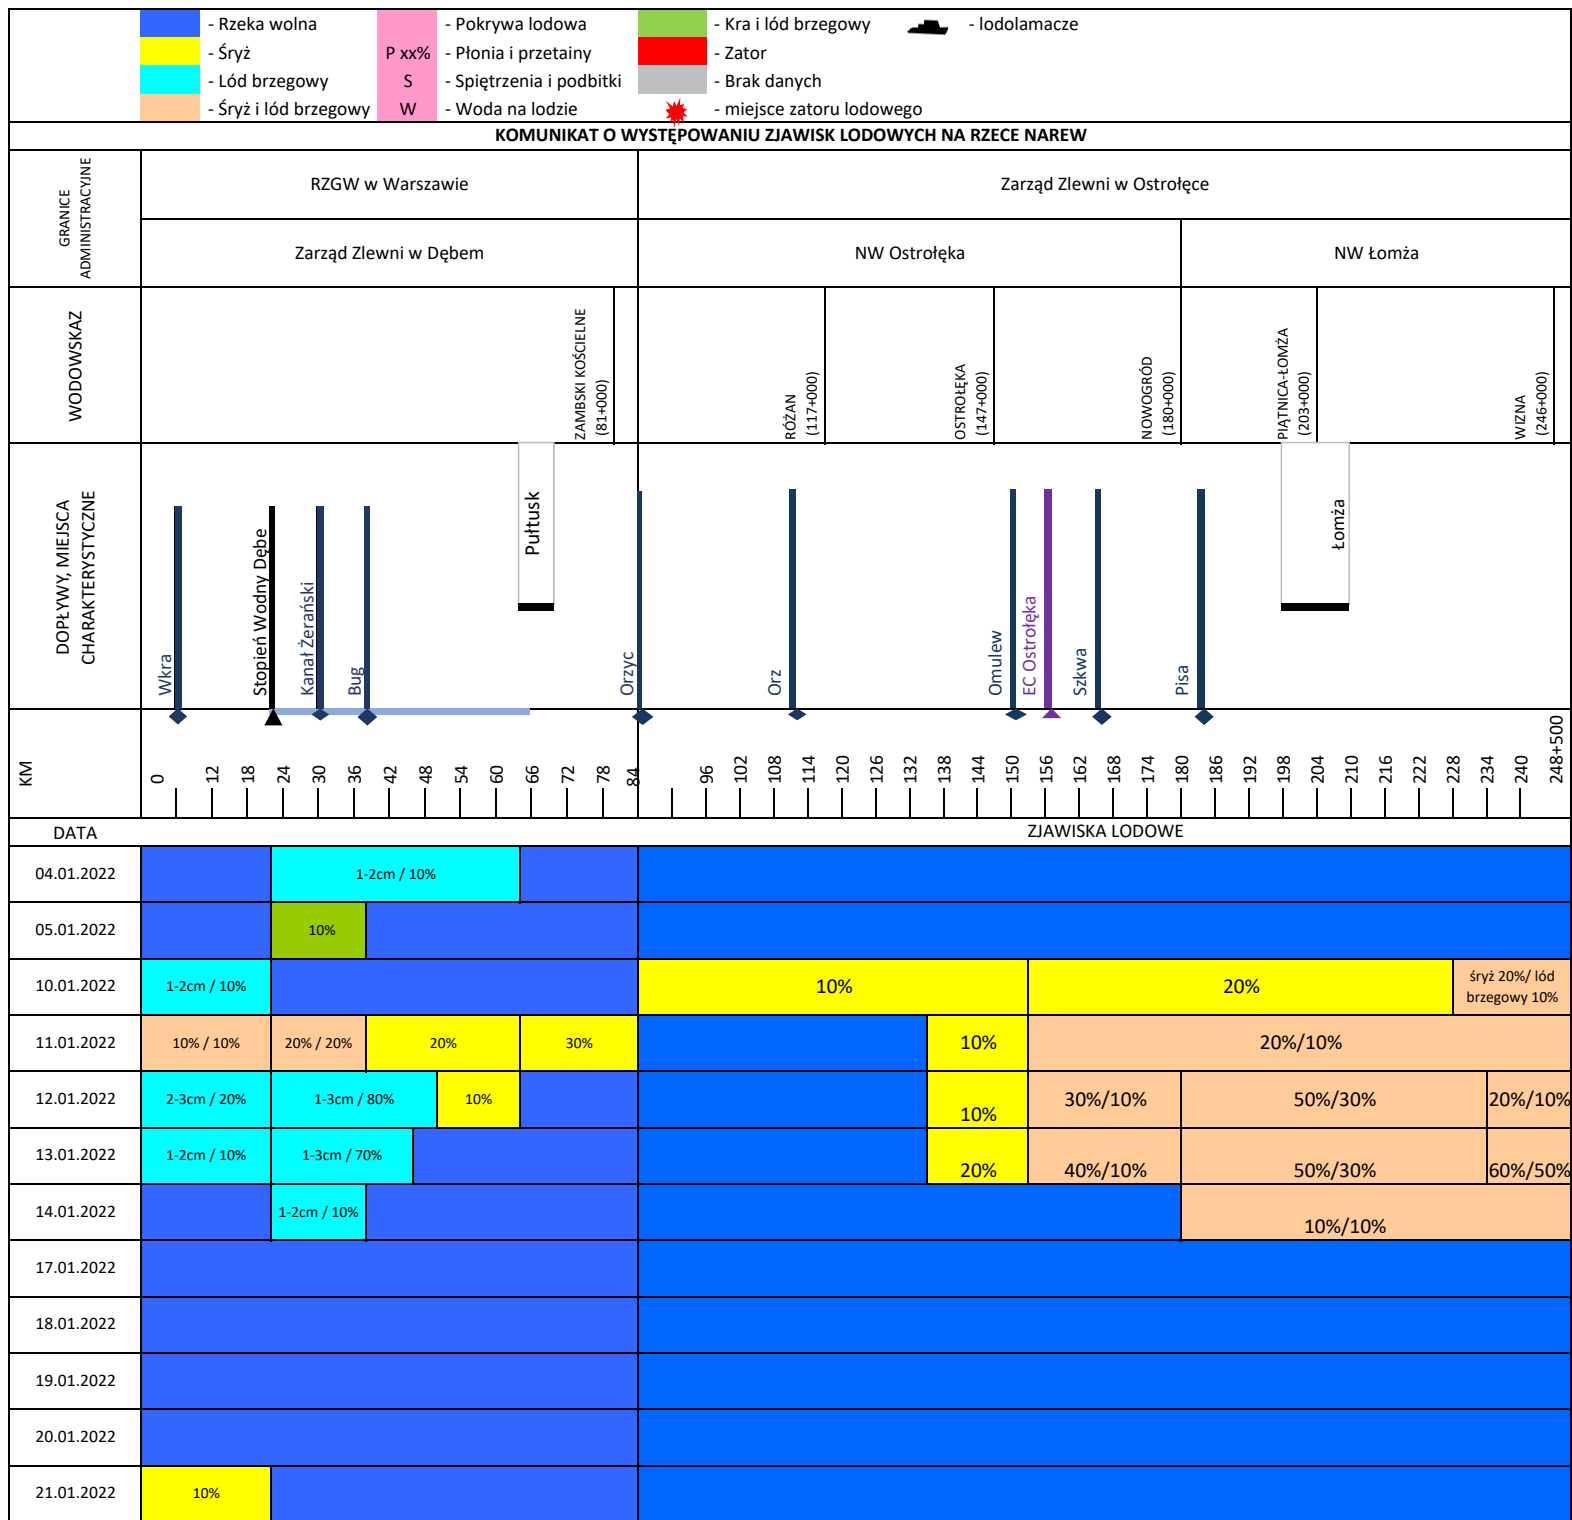 - Rzeka wolna
- Pokrywa lodowa
- Kra i lód brzegowy
- lodolamacze
- Śryż
P xx%
- Płonia i przetainy
- Zator
- Lód brzegowy
S
- Spiętrzenia i podbitki
- Brak danych
- Śryż i lód brzegowy
W
- Woda na lodzie
- miejsce zatoru lodowego
KOMUNIKAT O WYSTĘPOWANIU ZJAWISK LODOWYCH NA RZECE NAREW
GRANICE
ADMINISTRACYJNE
RZGW w Warszawie
Zarząd Zlewni w Ostrołęce
Zarząd Zlewni w Dębem
NW Ostrołęka
NW Łomża
WODOWSKAZ
ZAMBSKI KOŚCIELNE
(81+000)
RÓŻAN
(117+000)
OSTROŁĘKA
(147+000)
NOWOGRÓD
(180+000)
PIĄTNICA-ŁOMŻA
(203+000)
WIZNA
(246+000)
DOPŁYWY, MIEJSCA
CHARAKTERYSTYCZNE
Wkra
Stopień Wodny Dębe
Kanał Żerański
Bug
Pułtusk
Orzyc
Orz
Omulew
EC Ostrołęka
Szkwa
Pisa
Łomża
KM
0
12
18
24
30
36
42
48
54
60
66
72
78
84
96
102
108
114
120
126
132
138
144
150
156
162
168
174
180
186
192
198
204
210
216
222
228
234
240
248+500
DATA
ZJAWISKA LODOWE
04.01.2022
1-2cm / 10%
05.01.2022
10%
10.01.2022
1-2cm / 10%
10%
20%
śryż 20%/ lód
brzegowy 10%
11.01.2022
10% / 10%
20% / 20%
20%
30%
10%
20%/10%
12.01.2022
2-3cm / 20%
1-3cm / 80%
10%
10%
30%/10%
50%/30%
20%/10%
13.01.2022
1-2cm / 10%
1-3cm / 70%
20%
40%/10%
50%/30%
60%/50%
14.01.2022
1-2cm / 10%
10%/10%
17.01.2022
18.01.2022
19.01.2022
20.01.2022
21.01.2022
10%